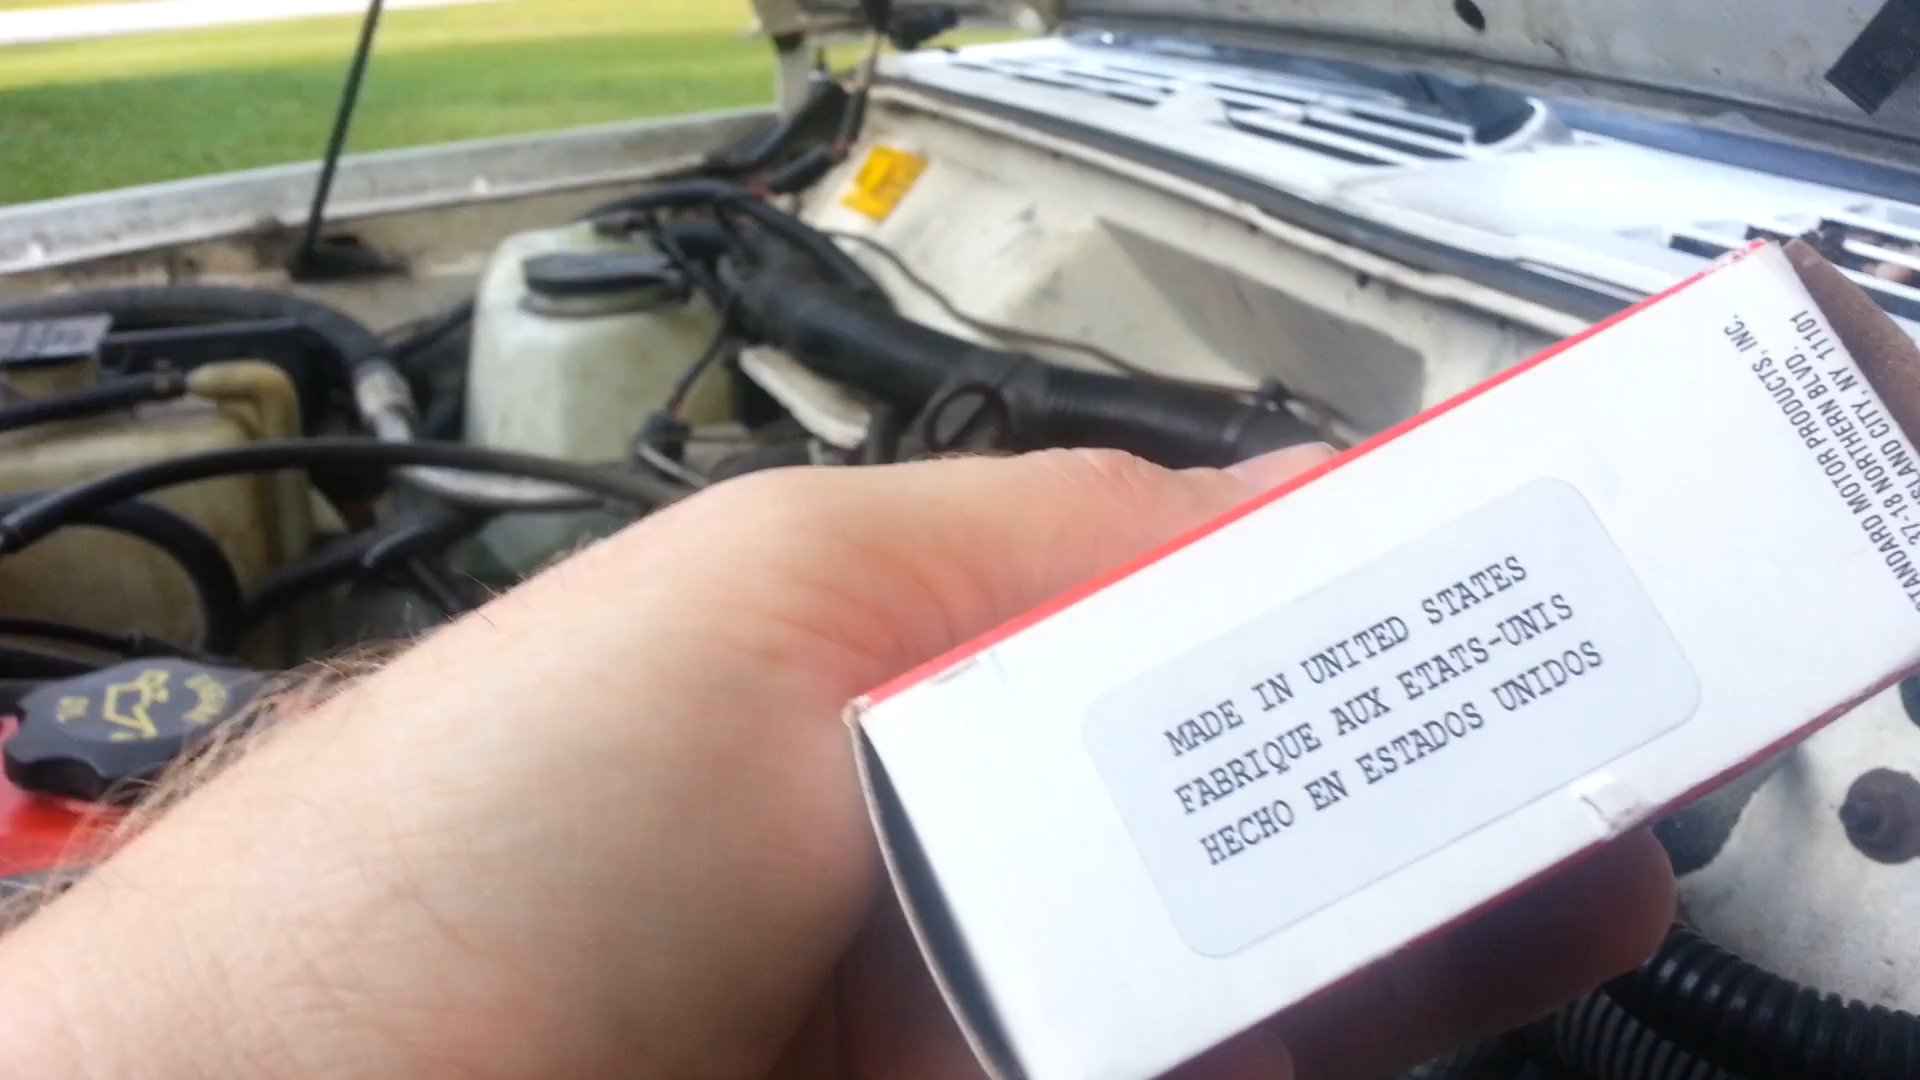 MADE IN UNITED STATES
FABRIQUE AUX ETATS-UNIS
HECHO EN ESTADOS UNIDOS
STANDARD MOTOR PRODUCTS, INC.
37-18 NORTHERN BLVD.
ISLAND CITY, NY 11101